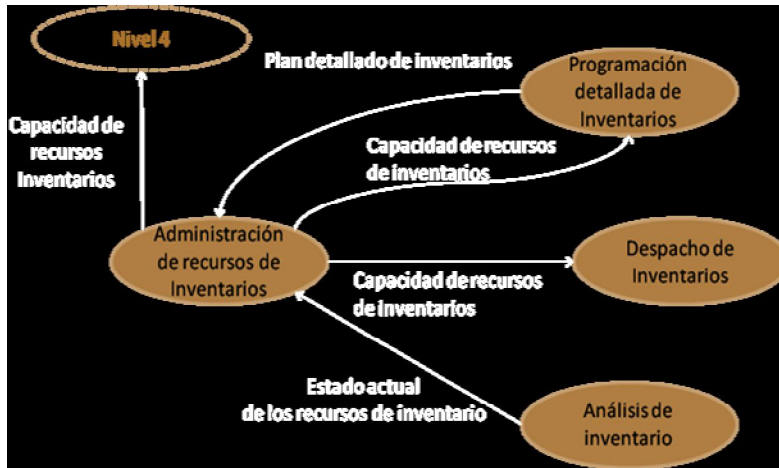 Nivel 4
Plan detallado de inventarios
Programación
detallada de
Inventarios
Capacidad de
recursos
Inventarios
Capacidad de recursos
de inventarios
Administración
de recursos de
Inventarios
Despacho de
Inventarios
Capacidad de recursos
de inventarios
Estado actual
de los recursos de inventario
Análisis de
inventario